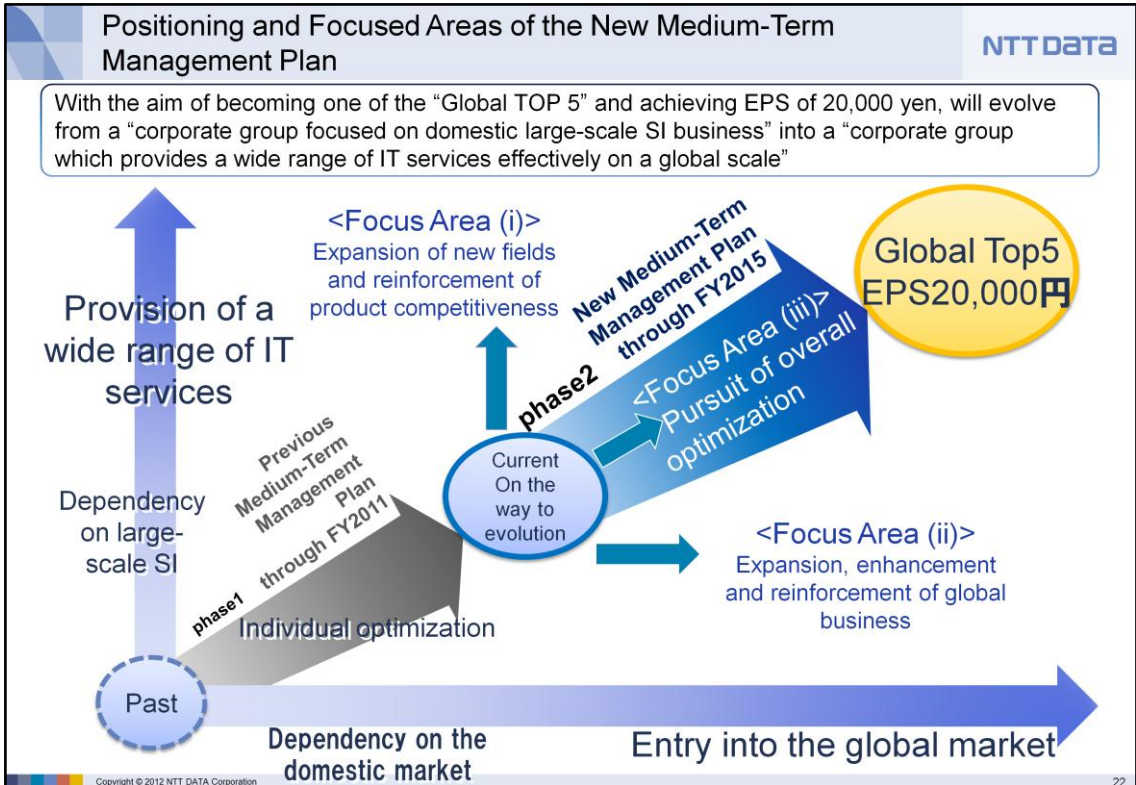 Positioning and Focused Areas of the New Medium-Term
Management Plan
NTT DATA
With the aim of becoming one of the “Global TOP 5” and achieving EPS of 20,000 yen, will evolve
from a “corporate group focused on domestic large-scale SI business” into a “corporate group
which provides a wide range of IT services effectively on a global scale”
<Focus Area (i)>
Expansion of new fields
and reinforcement of
product competitiveness
New Medium-Term
Management Plan
through FY2015
Global Top5
EPS20,000円
Provision of a
wide range of IT
services
phase2
<Focus Area (iii)>
Pursuit of overall
optimization
Previous
Medium-Term
Management
Plan
through FY2011
Current
On the
way to
evolution
Dependency
on large-
scale SI
<Focus Area (ii)>
Expansion, enhancement
and reinforcement of global
business
phase1
Individual optimization
Past
Dependency on the
domestic market
Entry into the global market
Copyright © 2012 NTT DATA Corporation
22